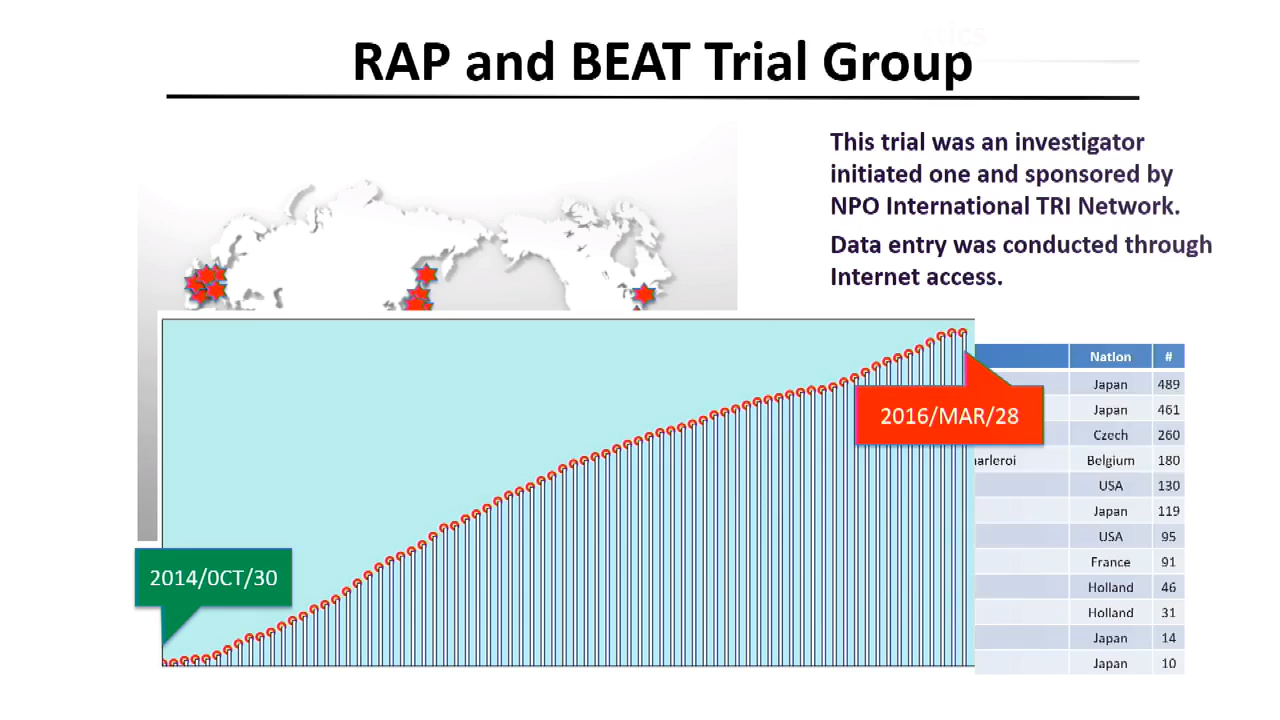 RAP and BEAT Trial Group
This trial was an investigator
initiated one and sponsored by
NPO International TRI Network.
Data entry was conducted through
Internet access.
Nation #
Japan 489
Japan 461
Czech 260
arleroi Belgium 180
USA 130
Japan 119
USA 95
France 91
Holland 46
Holland 31
Japan 14
Japan 10
2016/MAR/28
2014/OCT/30